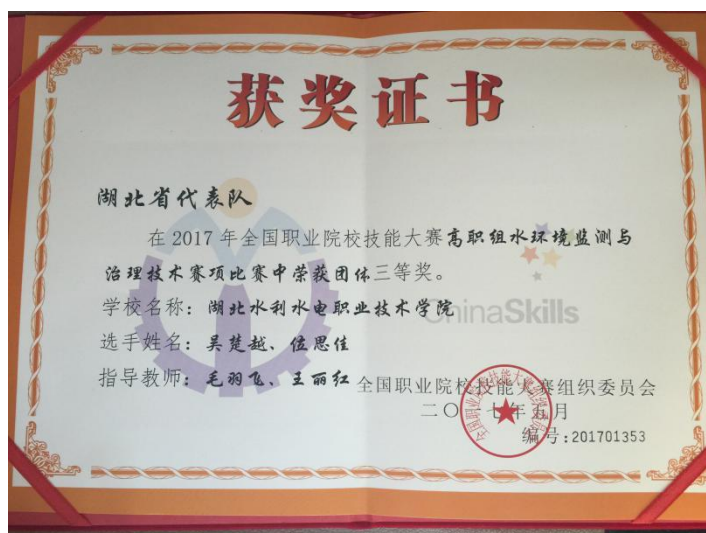 获奖证书
湖北省代表队
在 2017 年全国职业院校技能大赛高职组水环境监测与
治理技术赛项比赛中荣获团体三等奖。
学校名称：湖北水利水电职业技术学院
ChinaSkills
选手姓名：吴楚越、伍思佳
指导教师：毛羽飞、王丽红
全国职业院校技能大赛组织委员会
二〇一七年五月
编号:201701353